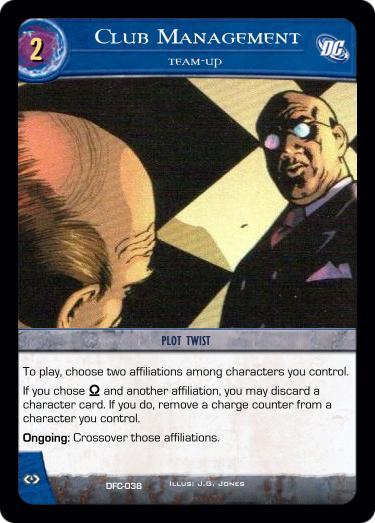 2
Club Management
DC
TEAM-UP
PLOT TWIST
To play, choose two affiliations among characters you control.
If you chose Ω and another affiliation, you may discard a
character card. If you do, remove a charge counter from a
character you control.
Ongoing: Crossover those affiliations.
DFC-038
ILLUS: J.G. JONES